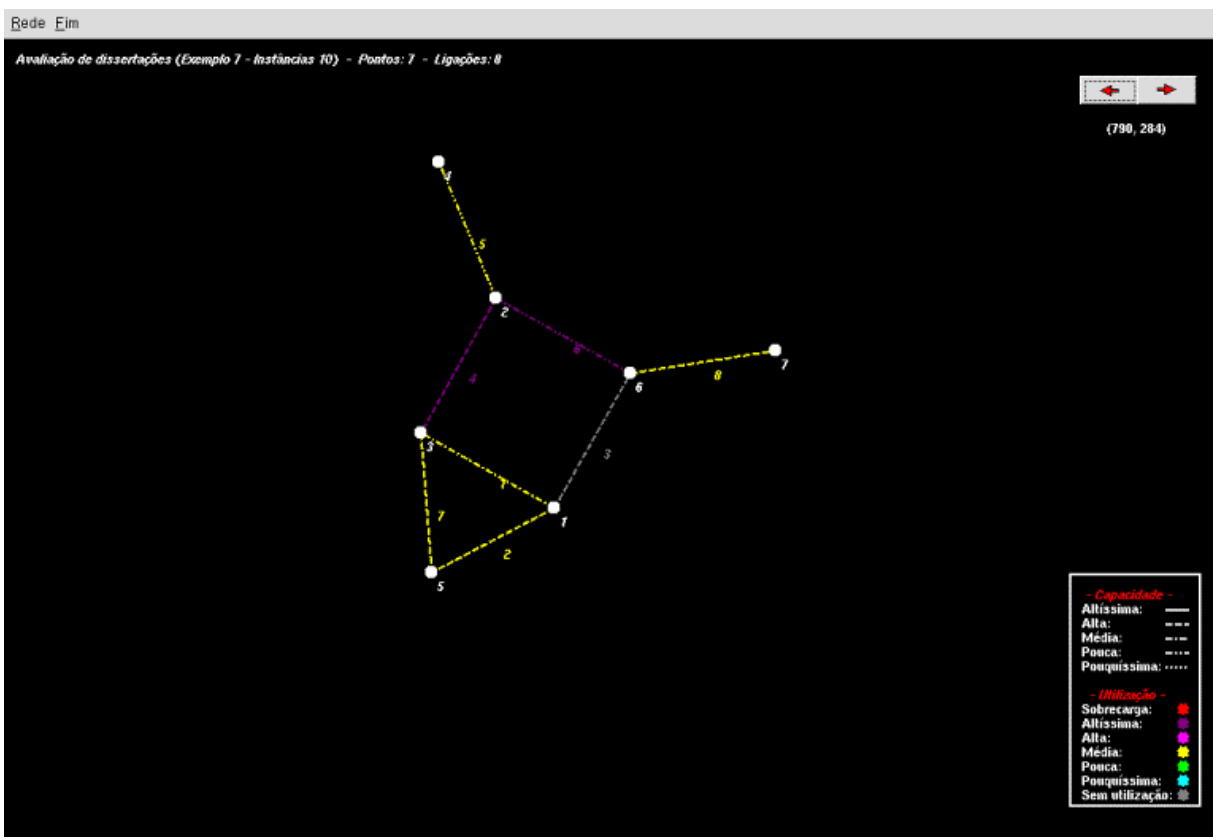 Rede Fim
Avaliação de dissertações (Exemplo 7 - Instâncias 10) - Pontos: 7 - Ligações: 8
(790, 284)
4
5
2
6
7
6
8
4
3
3
1
7
1
2
5
- Capacidade -
Altíssima:
Alta:
Média:
Pouca:
Pouquíssima:
- Utilização -
Sobrecarga:
Altíssima:
Alta:
Média:
Pouca:
Pouquíssima:
Sem utilização: